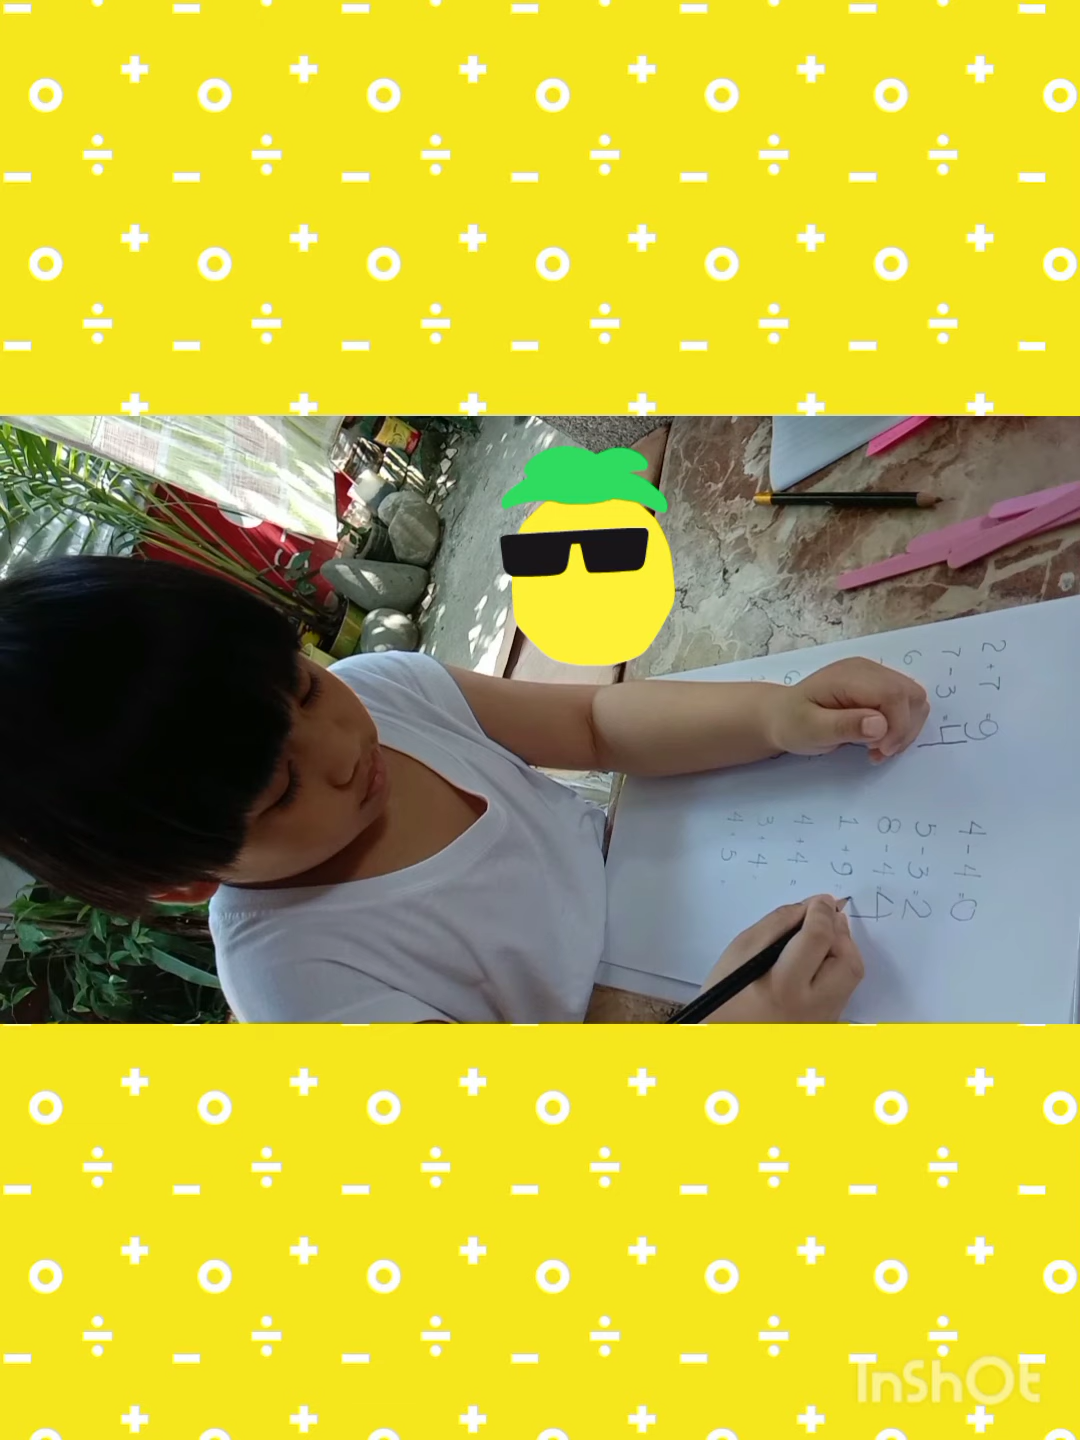 2 + 7 = 9
7 - 3 = 4
6
4 - 4 = 0
5 - 3 = 2
8 - 4 = 4
1 + 9 =
4 + 4 =
3 + 4
4 + 5
InShOt